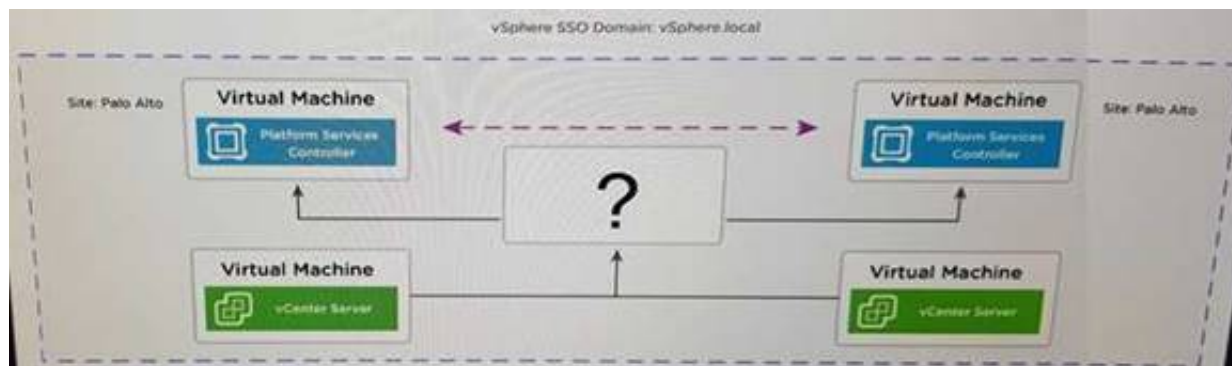 vSphere SSO Domain: vSphere.local
Site: Palo Alto
Virtual Machine
Platform Services
Controller
Virtual Machine
Platform Services
Controller
Site: Palo Alto
?
Virtual Machine
vCenter Server
Virtual Machine
vCenter Server